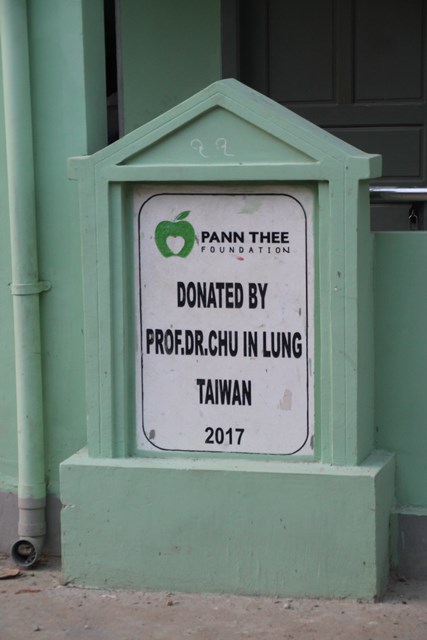 PANN THEE
FOUNDATION
DONATED BY
PROF.DR.CHU IN LUNG
TAIWAN
2017